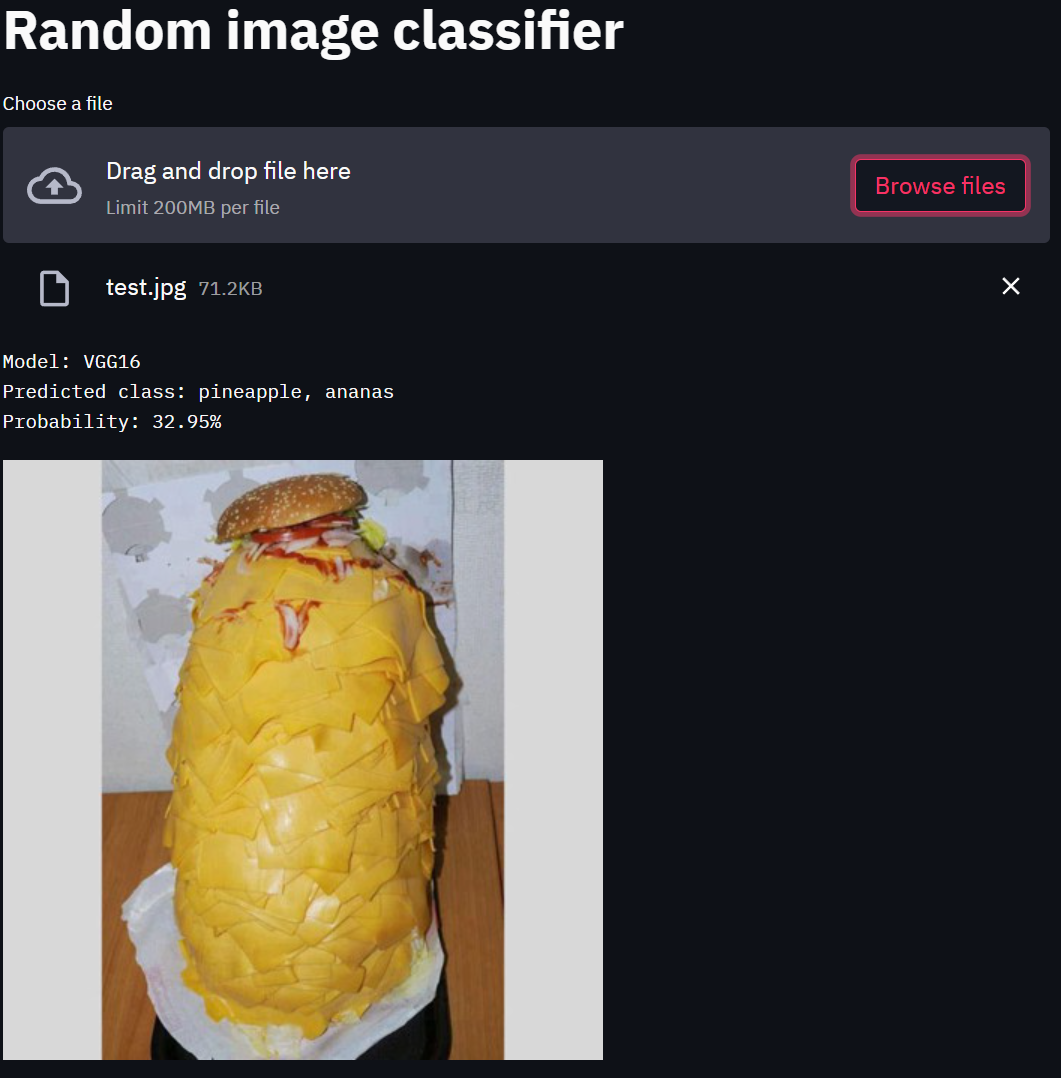 Random image classifier
Choose a file
Drag and drop file here
Limit 200MB per file
Browse files
test.jpg 71.2KB
Model: VGG16
Predicted class: pineapple, ananas
Probability: 32.95%